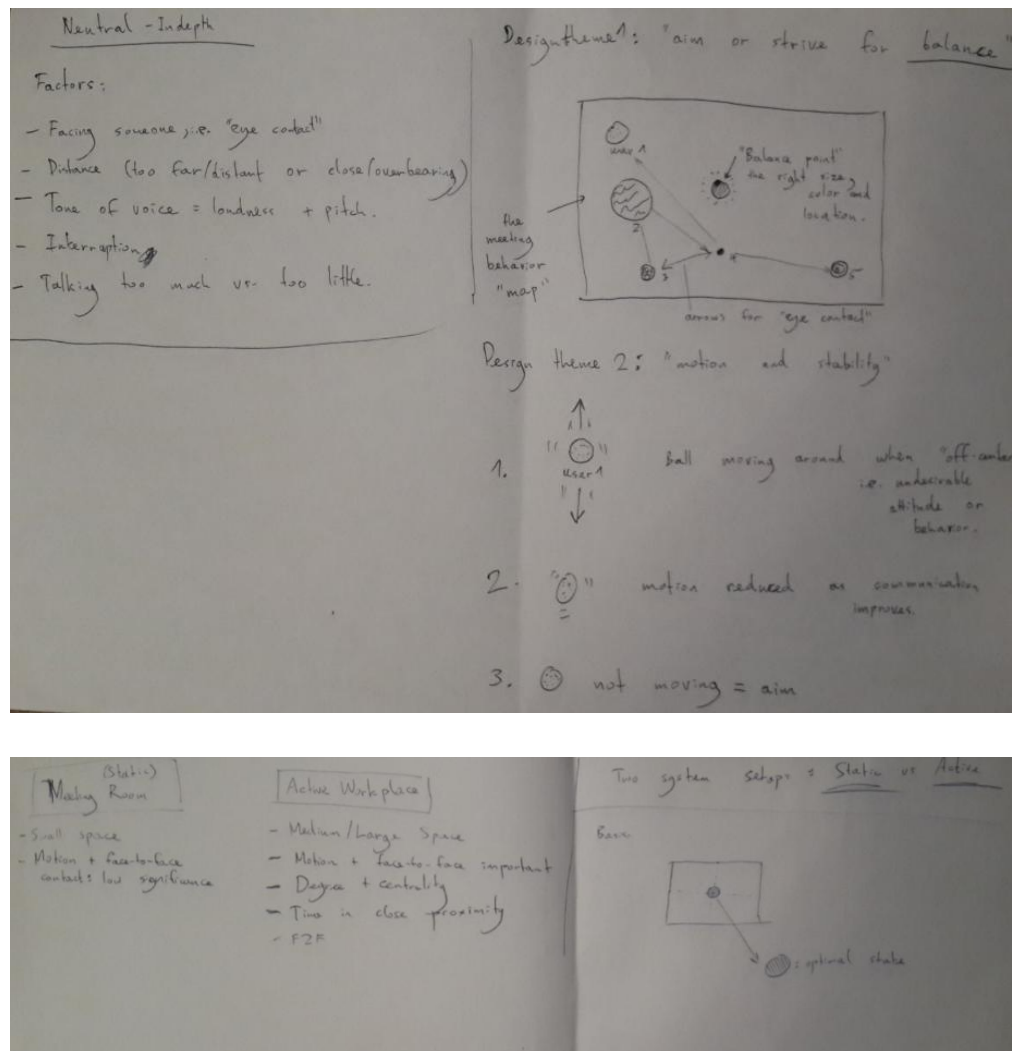 Neutral - Indepth
Factors:
- Facing someone, i.e. "eye contact"
- Distance (too far/distant or close/overbearing)
- Tone of voice = loudness + pitch.
- Interruption
- Talking too much vs. too little.
Design theme 1: "aim or strive for balance"
user 1
"Balance point"
the right size,
color and
location.
2
3
4
5
the
meeting
behavior
"map"
arrows for "eye contact"
Design theme 2: "motion and stability"
1.
user 1
Ball moving around when "off-center
i.e. undesirable
attitude or
behavior.
2. motion reduced as communication
improves.
3. not moving = aim
(Static)
Meeting Room
- Small space
- Motion + face-to-face
contact: low significance
Active Workplace
- Medium/Large Space
- Motion + face-to-face important
- Degree + centrality
- Time in close proximity
- F2F
Two system setups: Static vs Active
= optimal state